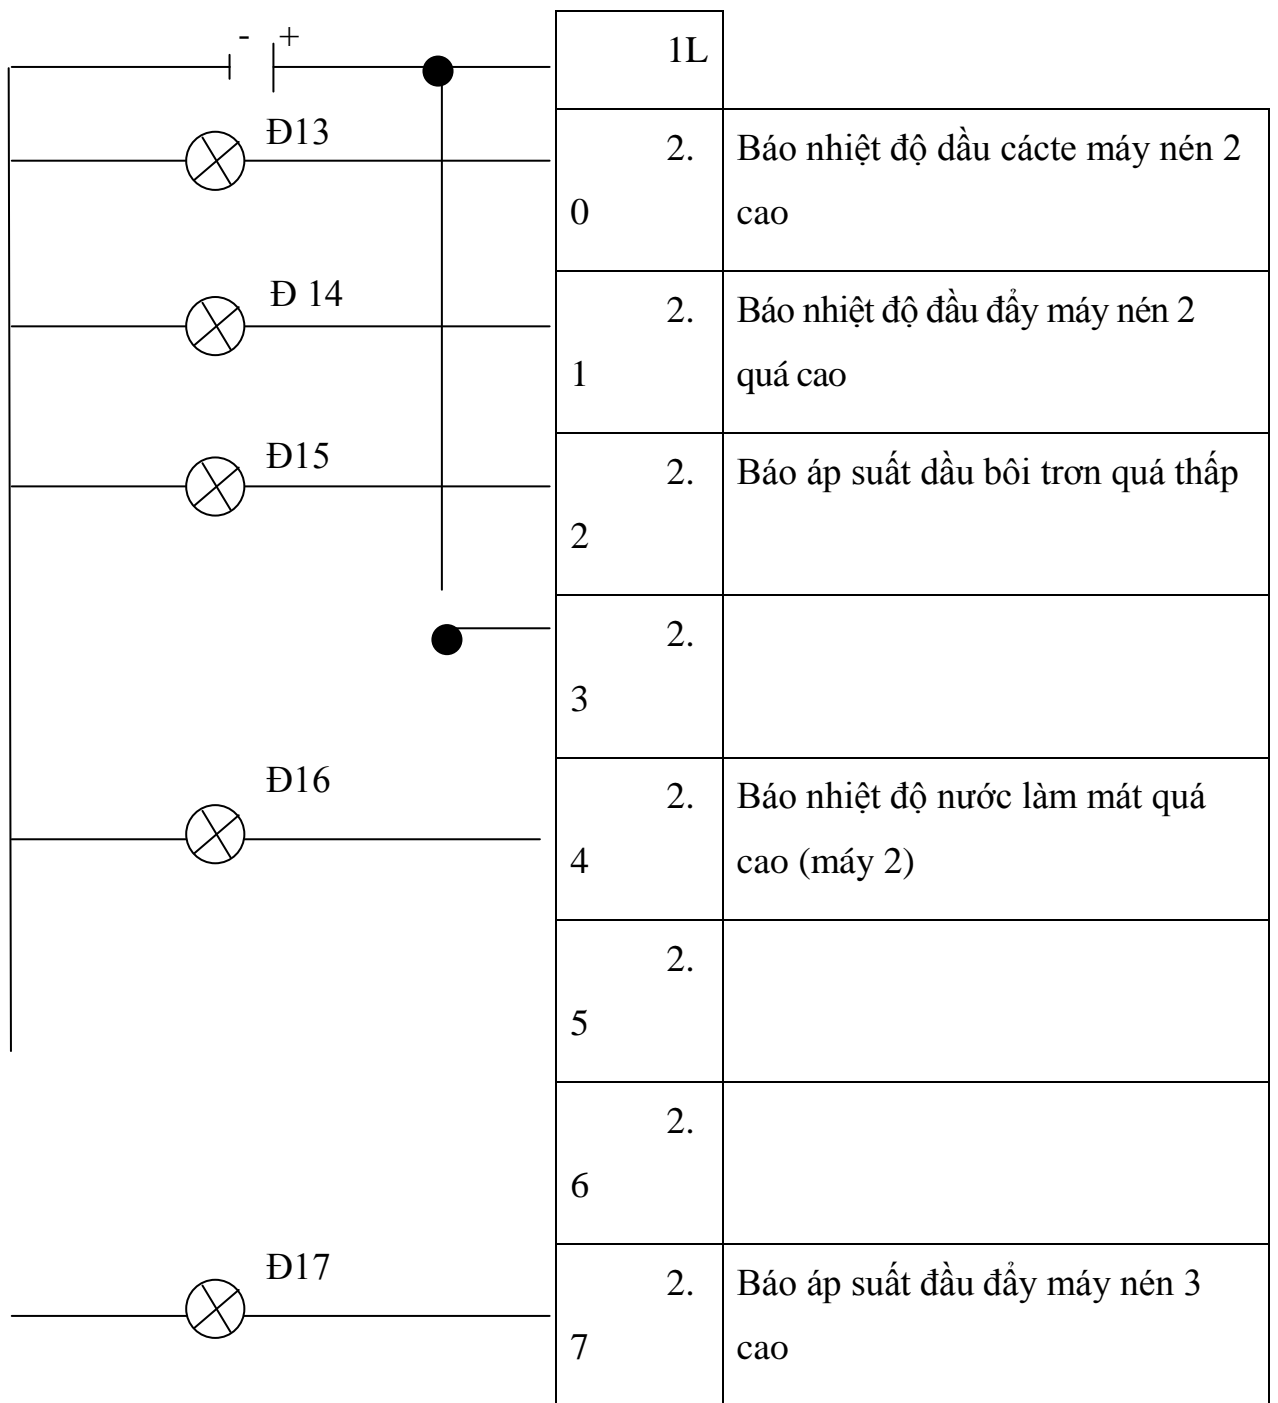 - +
1L
Đ13
2. Báo nhiệt độ dầu cácte máy nén 2
0 cao
Đ 14
2. Báo nhiệt độ đầu đẩy máy nén 2
1 quá cao
Đ15
2. Báo áp suất dầu bôi trơn quá thấp
2
2.
3
Đ16
2. Báo nhiệt độ nước làm mát quá
4 cao (máy 2)
2.
5
2.
6
Đ17
2. Báo áp suất đầu đẩy máy nén 3
7 cao